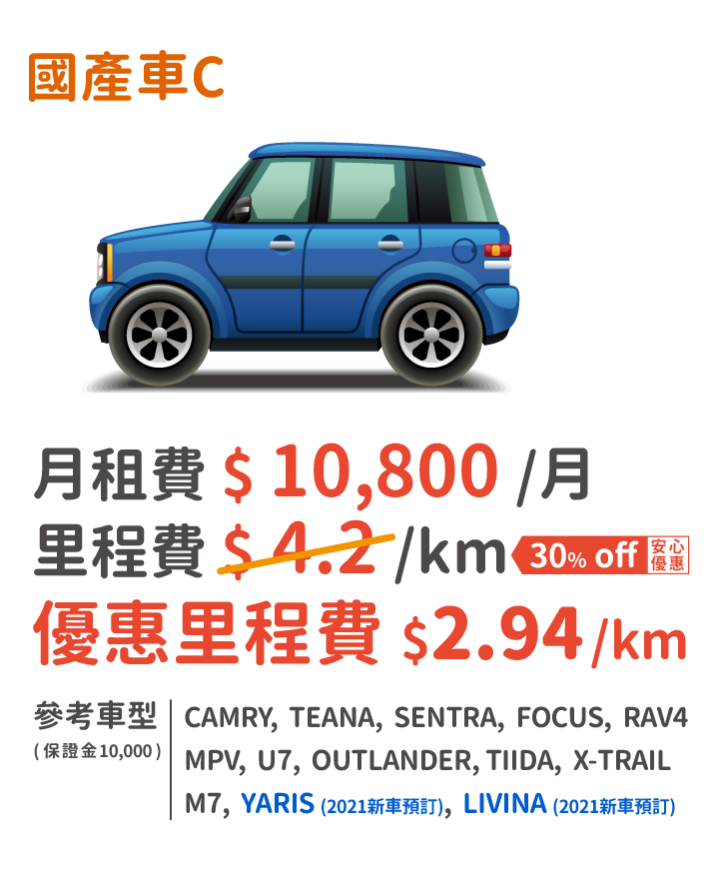 國產車C
月租費 $ 10,800 /月
里程費 $ 4.2 /km 30% off 安心優惠
優惠里程費 $2.94/km
參考車型 CAMRY, TEANA, SENTRA, FOCUS, RAV4
(保證金10,000) MPV, U7, OUTLANDER, TIIDA, X-TRAIL
M7, YARIS (2021新車預訂), LIVINA (2021新車預訂)